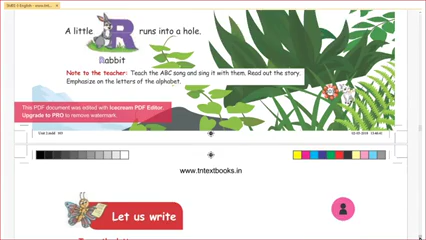 A little R runs into a hole.
Rabbit
Note to the teacher: Teach the ABC song and sing it with them. Read out the story.
Emphasize on the letters of the alphabet.
This PDF document was edited with Icecream PDF Editor.
Upgrade to PRO to remove watermark.
www.tntextbooks.in
Let us write